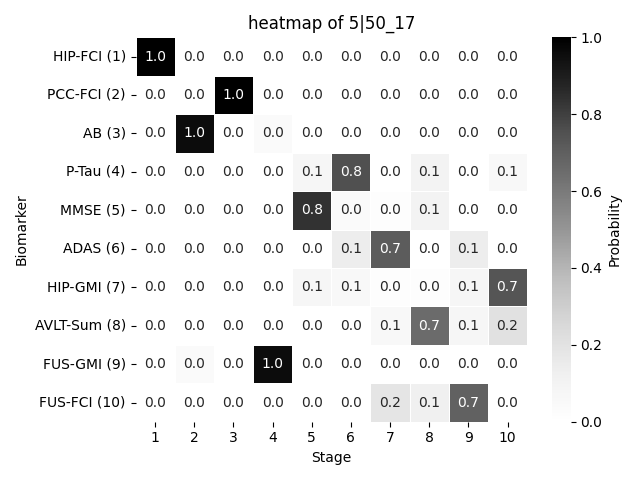 heatmap of 5|50_17
HIP-FCI (1) 1.0 0.0 0.0 0.0 0.0 0.0 0.0 0.0 0.0 0.0
PCC-FCI (2) 0.0 0.0 1.0 0.0 0.0 0.0 0.0 0.0 0.0 0.0
AB (3) 0.0 1.0 0.0 0.0 0.0 0.0 0.0 0.0 0.0 0.0
P-Tau (4) 0.0 0.0 0.0 0.0 0.1 0.8 0.0 0.1 0.0 0.1
MMSE (5) 0.0 0.0 0.0 0.0 0.8 0.0 0.0 0.1 0.0 0.0
ADAS (6) 0.0 0.0 0.0 0.0 0.0 0.1 0.7 0.0 0.1 0.0
HIP-GMI (7) 0.0 0.0 0.0 0.0 0.1 0.1 0.0 0.0 0.1 0.7
AVLT-Sum (8) 0.0 0.0 0.0 0.0 0.0 0.0 0.1 0.7 0.1 0.2
FUS-GMI (9) 0.0 0.0 0.0 1.0 0.0 0.0 0.0 0.0 0.0 0.0
FUS-FCI (10) 0.0 0.0 0.0 0.0 0.0 0.0 0.2 0.1 0.7 0.0
1 2 3 4 5 6 7 8 9 10
Stage
Biomarker
1.0
0.8
0.6
0.4
0.2
0.0
Probability